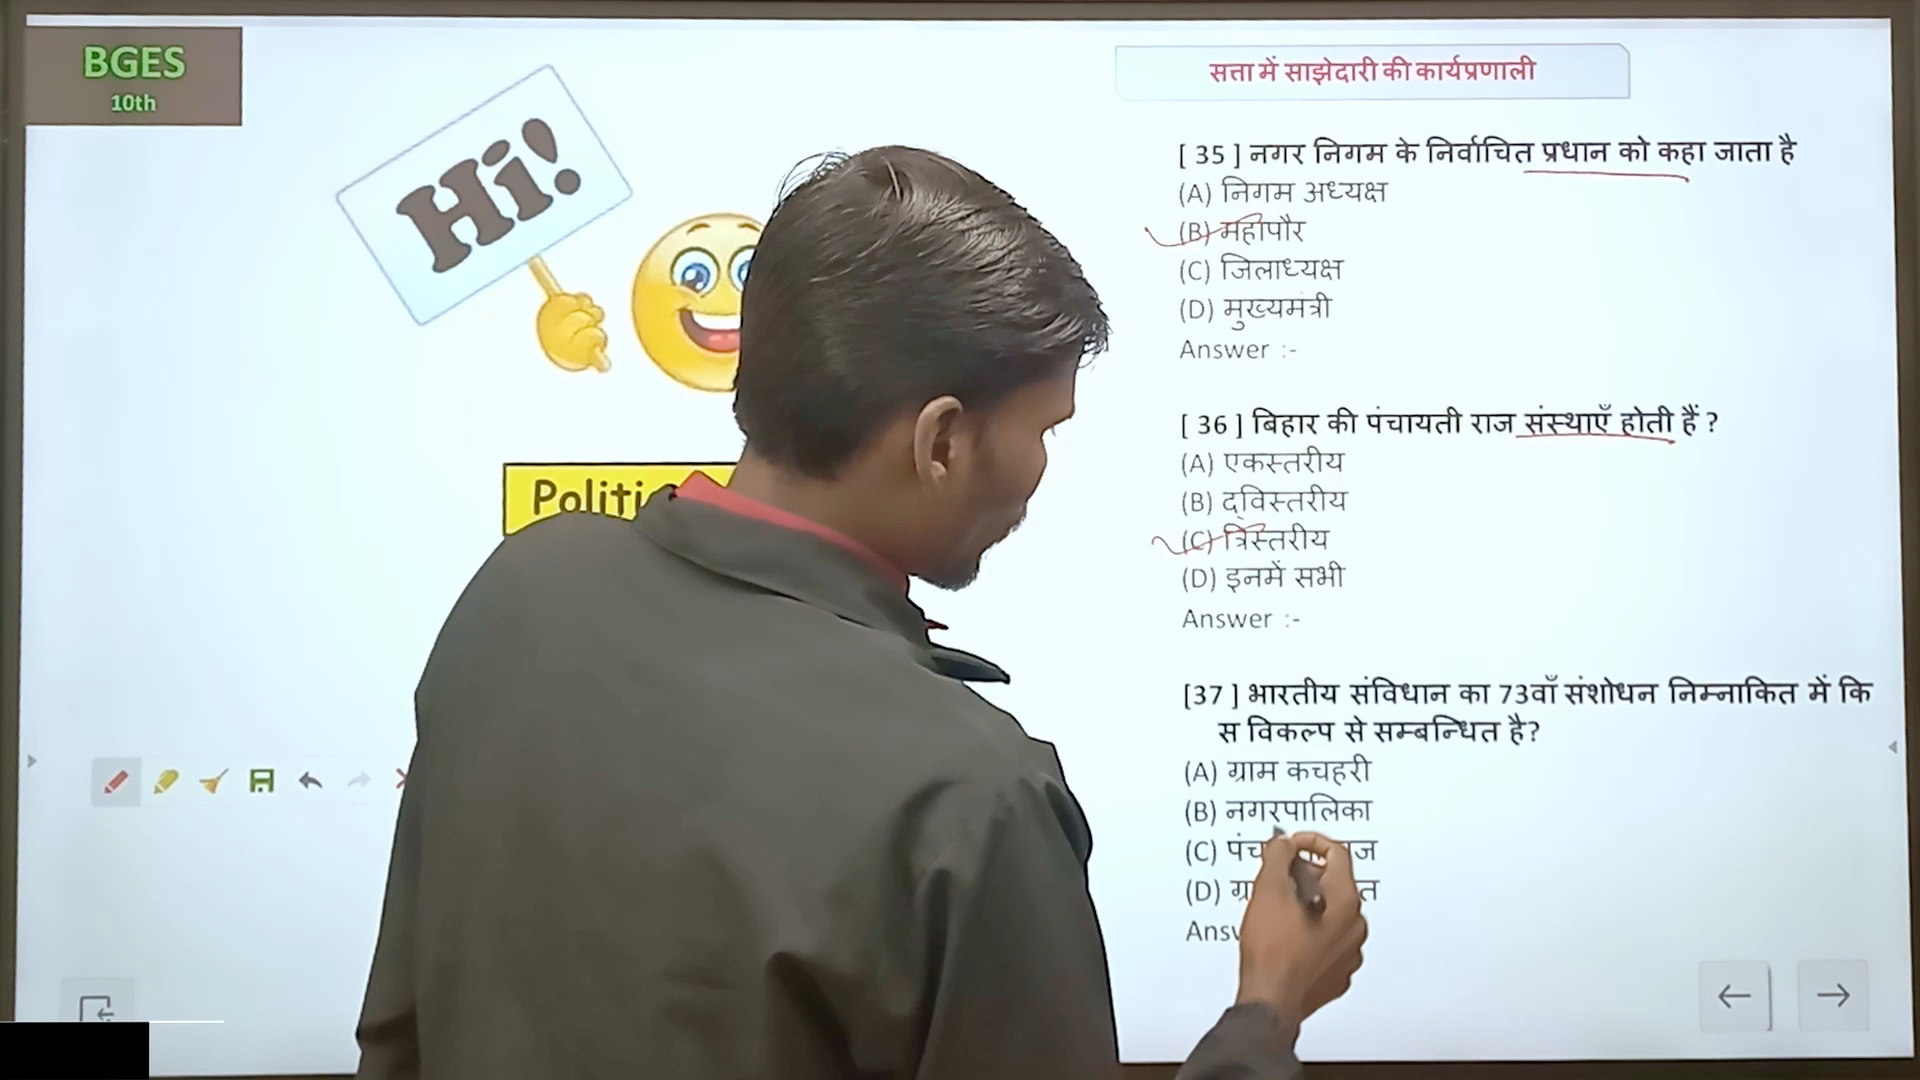 BGES
10th
Hi!
सत्ता में साझेदारी की कार्यप्रणाली
[ 35 ] नगर निगम के निर्वाचित प्रधान को कहा जाता है
(A) निगम अध्यक्ष
(B) महापौर
(C) जिलाध्यक्ष
(D) मुख्यमंत्री
Answer :-
[ 36 ] बिहार की पंचायती राज संस्थाएँ होती हैं ?
(A) एकस्तरीय
(B) द्विस्तरीय
(C) त्रिस्तरीय
(D) इनमें सभी
Answer :-
[37 ] भारतीय संविधान का 73वाँ संशोधन निम्नाकित में कि
स विकल्प से सम्बन्धित है?
(A) ग्राम कचहरी
(B) नगरपालिका
(C)
(D)